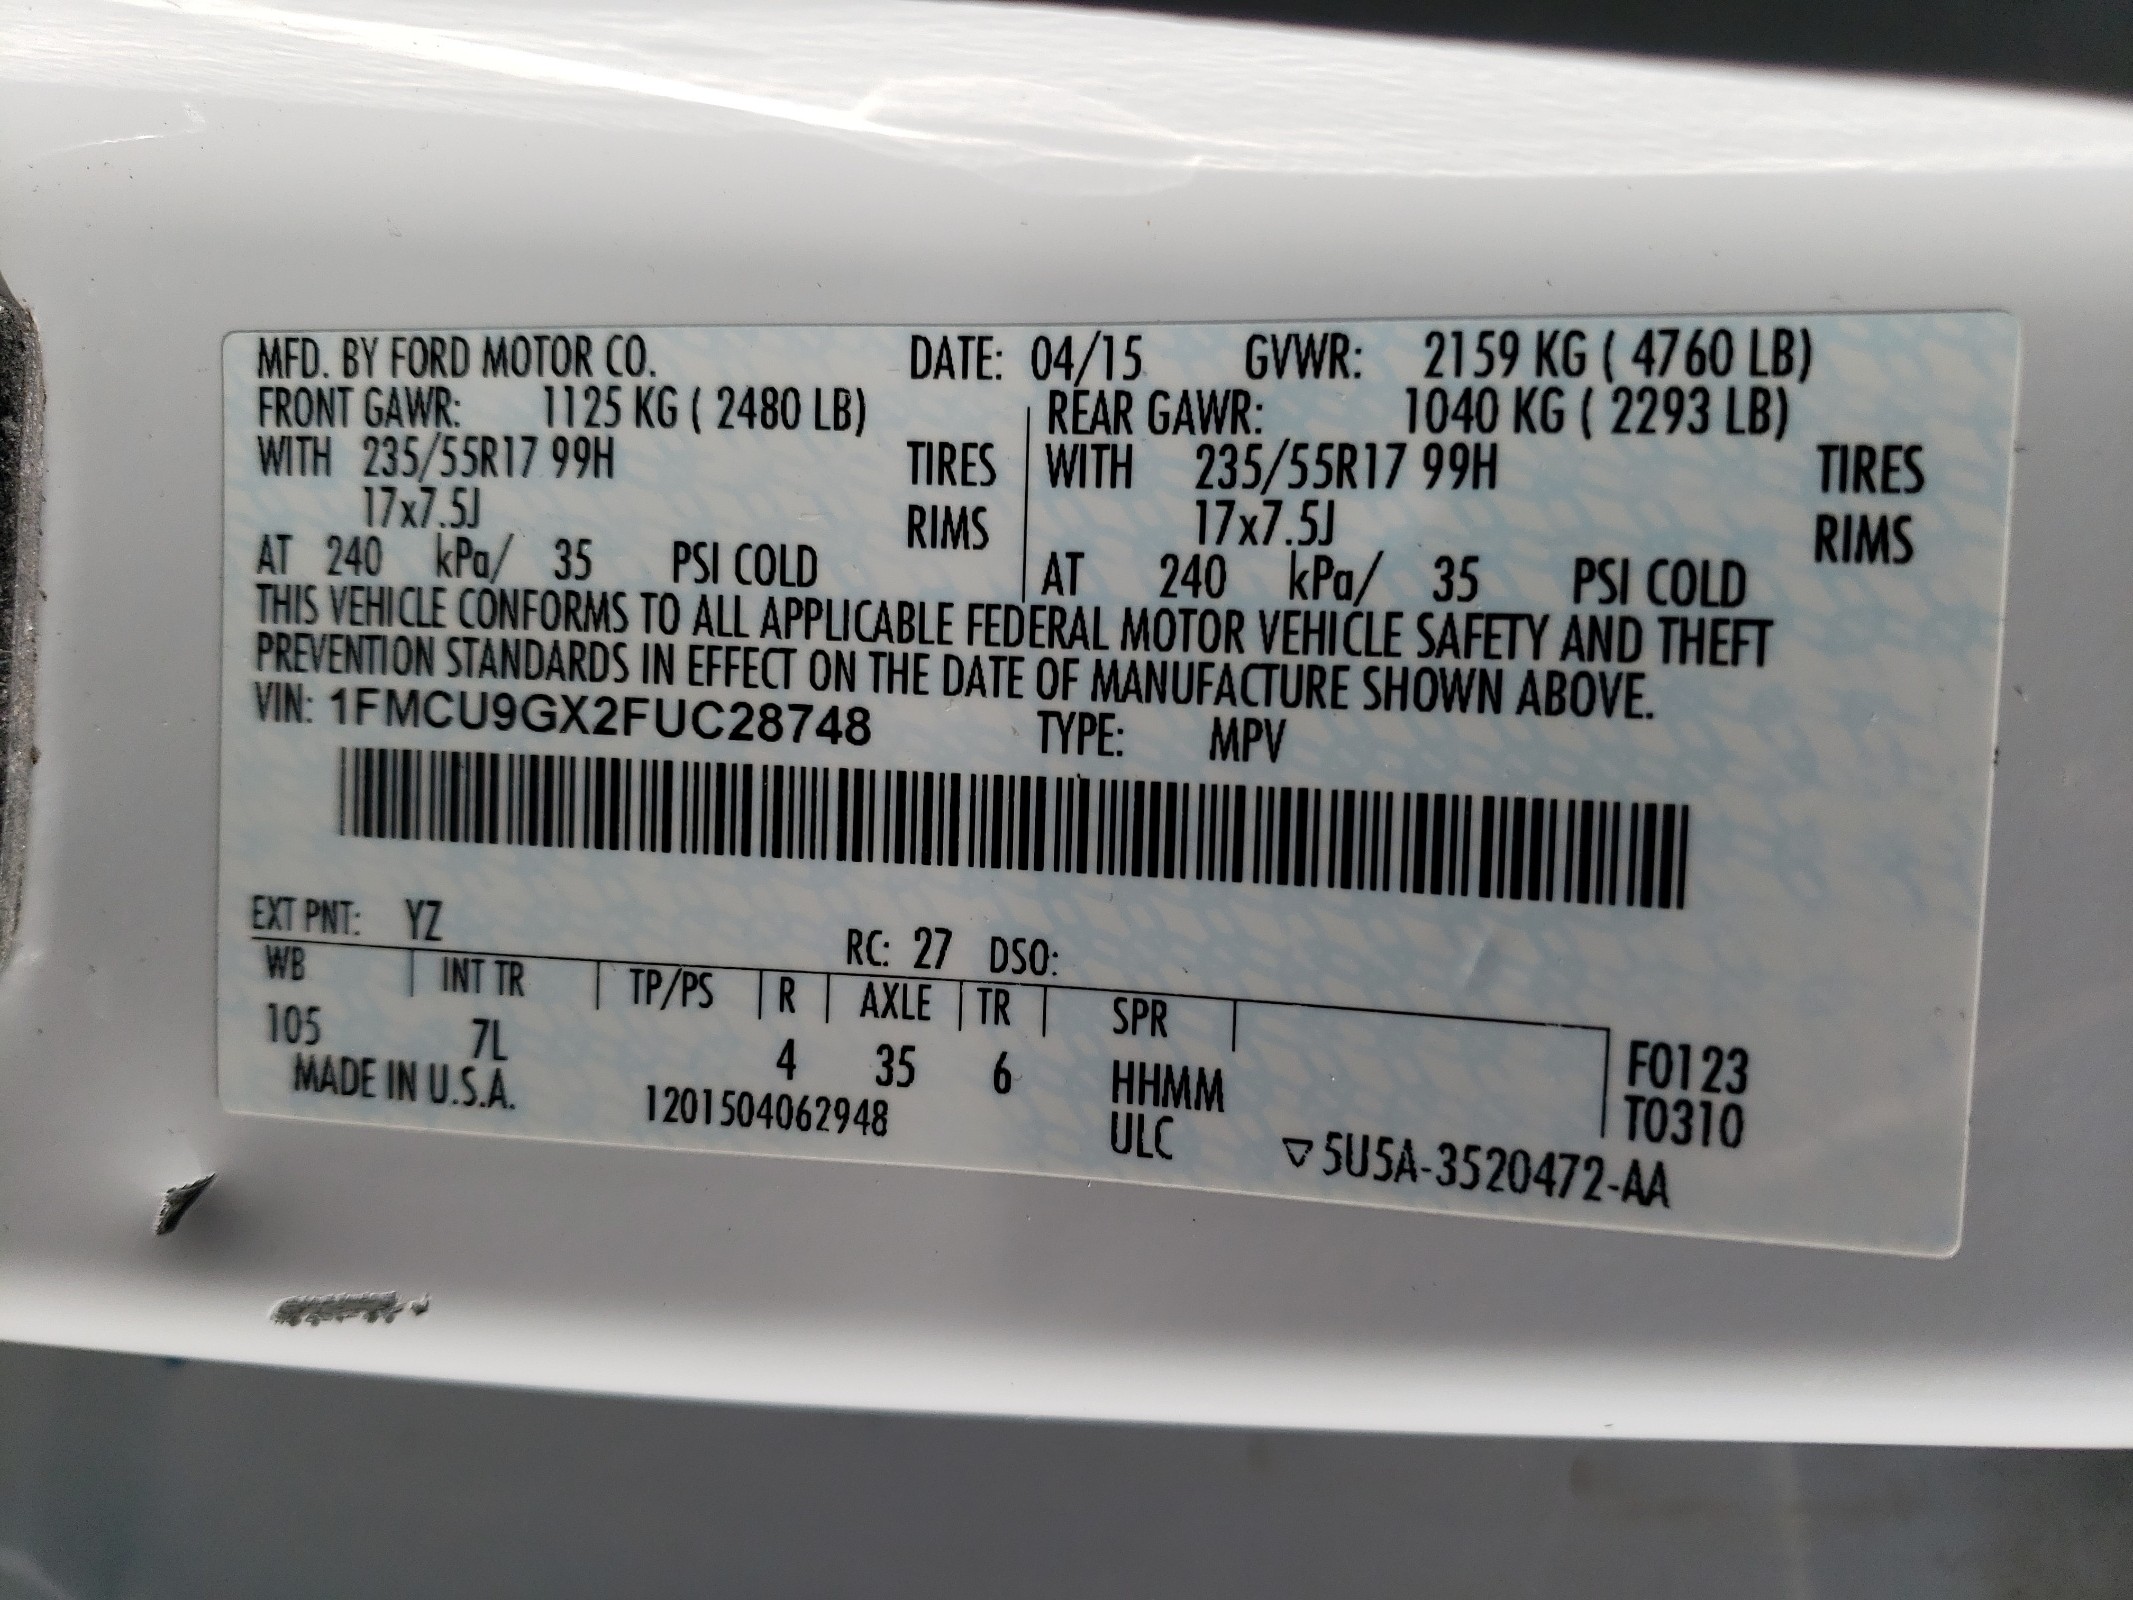 MFD. BY FORD MOTOR CO. DATE: 04/15 GVWR: 2159 KG ( 4760 LB)
FRONT GAWR: 1125 KG ( 2480 LB) REAR GAWR: 1040 KG ( 2293 LB)
WITH 235/55R17 99H TIRES WITH 235/55R17 99H TIRES
17x7.5J RIMS 17x7.5J RIMS
AT 240 kPa/ 35 PSI COLD AT 240 kPa/ 35 PSI COLD
THIS VEHICLE CONFORMS TO ALL APPLICABLE FEDERAL MOTOR VEHICLE SAFETY AND THEFT
PREVENTION STANDARDS IN EFFECT ON THE DATE OF MANUFACTURE SHOWN ABOVE.
VIN: 1FMCU9GX2FUC28748 TYPE: MPV
EXT PNT: YZ RC: 27 DSO:
WB INT TR TP/PS R AXLE TR SPR
105 7L 4 35 6 HHMM F0123
MADE IN U.S.A. 1201504062948 ULC T0310
▽5U5A-3520472-AA